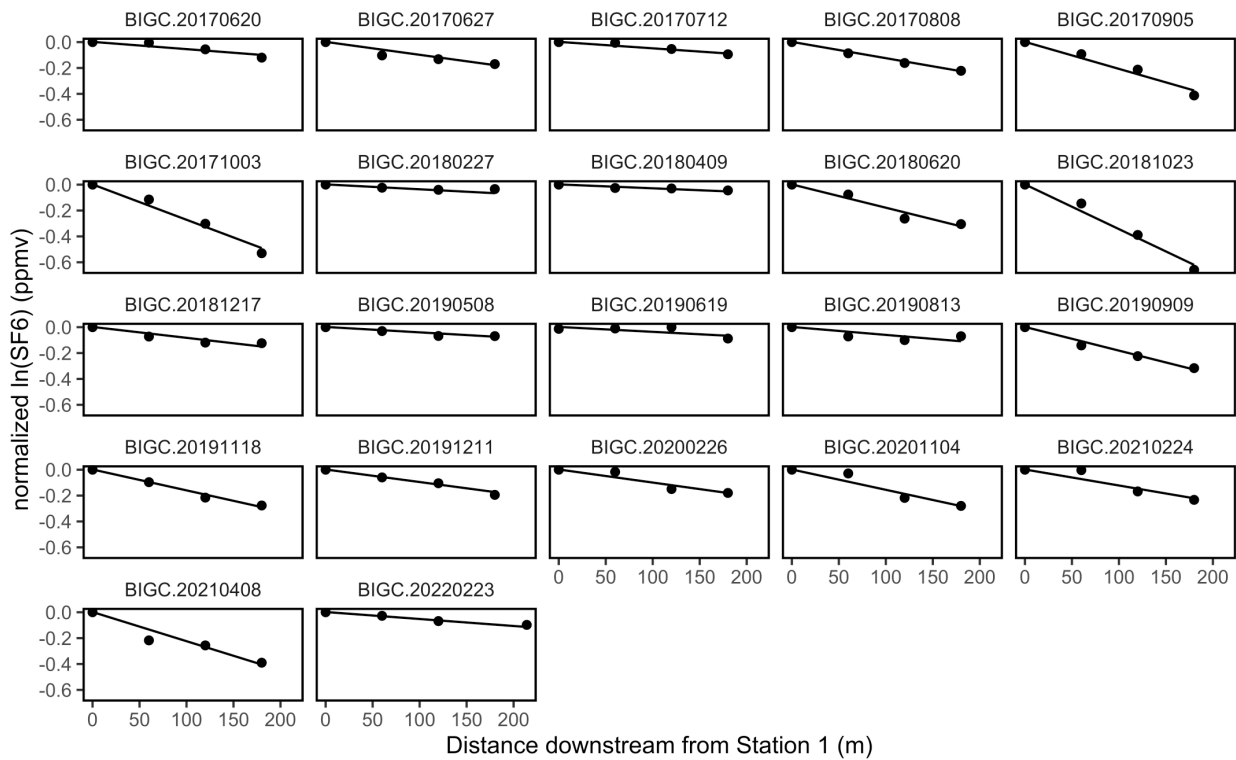 BIGC.20170620 BIGC.20170627 BIGC.20170712 BIGC.20170808 BIGC.20170905
0.0
-0.2
-0.4
-0.6
BIGC.20171003 BIGC.20180227 BIGC.20180409 BIGC.20180620 BIGC.20181023
0.0
-0.2
-0.4
-0.6
BIGC.20181217 BIGC.20190508 BIGC.20190619 BIGC.20190813 BIGC.20190909
0.0
-0.2
-0.4
-0.6
BIGC.20191118 BIGC.20191211 BIGC.20200226 BIGC.20201104 BIGC.20210224
0.0
-0.2
-0.4
-0.6
0 50 100 150 200 0 50 100 150 200 0 50 100 150 200
BIGC.20210408 BIGC.20220223
0.0
-0.2
-0.4
-0.6
0 50 100 150 200 0 50 100 150 200
normalized ln(SF6) (ppmv)
Distance downstream from Station 1 (m)